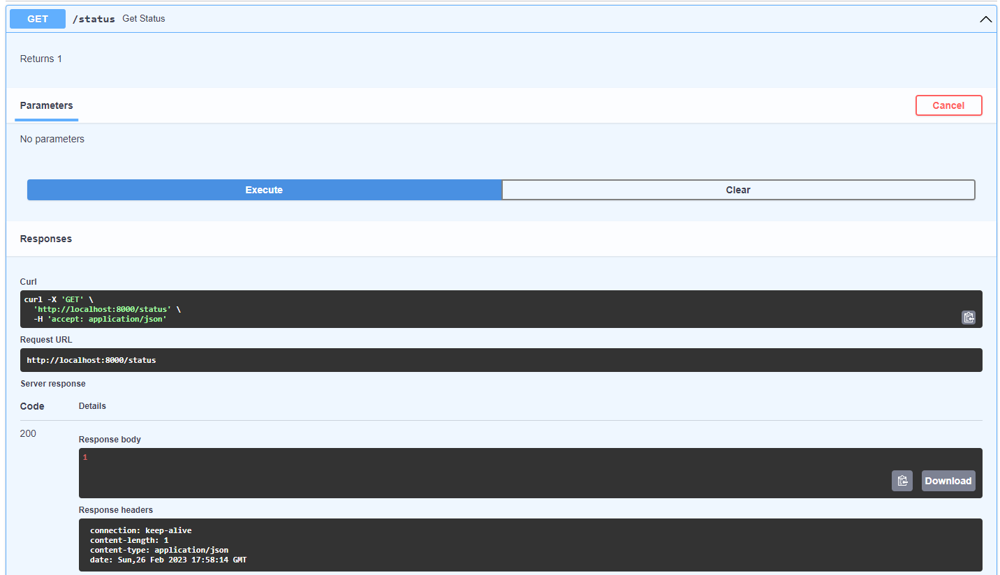 GET /status Get Status
Returns 1
Parameters Cancel
No parameters
Execute Clear
Responses
Curl
curl -X 'GET' \
'http://localhost:8000/status' \
-H 'accept: application/json'
Request URL
http://localhost:8000/status
Server response
Code Details
200
Response body
1
Download
Response headers
connection: keep-alive
content-length: 1
content-type: application/json
date: Sun,26 Feb 2023 17:58:14 GMT